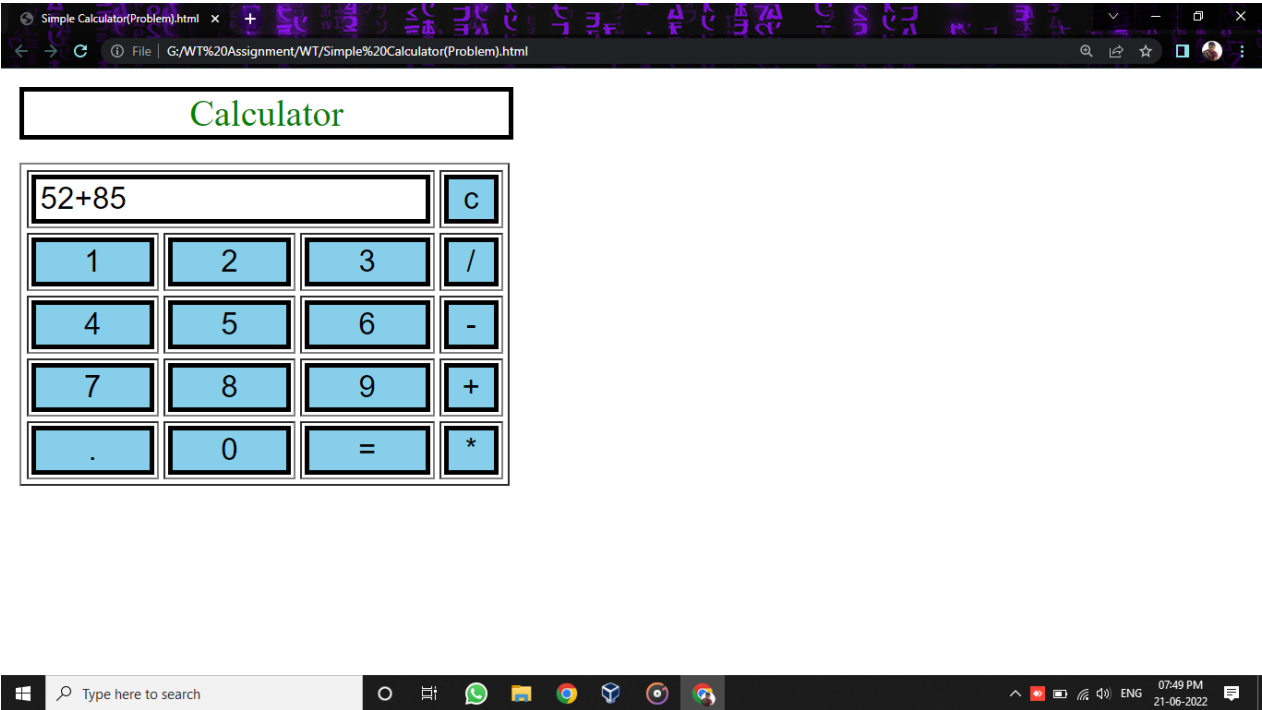 Simple Calculator(Problem).html
File G:/WT%20Assignment/WT/Simple%20Calculator(Problem).html
Calculator
52+85 c
1 2 3 /
4 5 6 -
7 8 9 +
. 0 = *
Type here to search
ENG
07:49 PM
21-06-2022